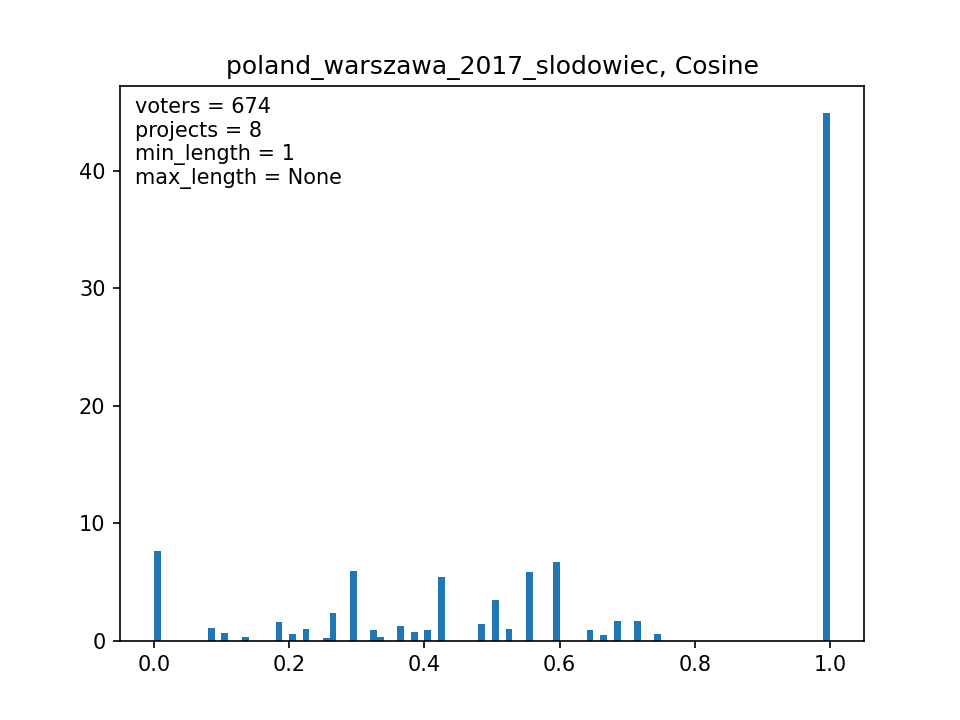 poland_warszawa_2017_slodowiec, Cosine
voters = 674
projects = 8
min_length = 1
max_length = None
40
30
20
10
0
0.0 0.2 0.4 0.6 0.8 1.0